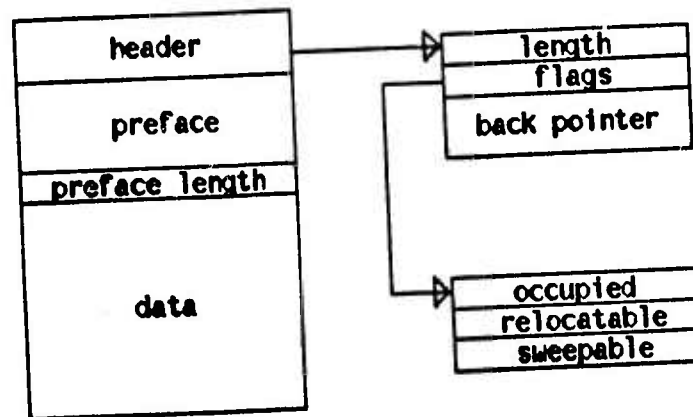 header
preface
preface length
data
length
flags
back pointer
occupied
relocatable
sweepable